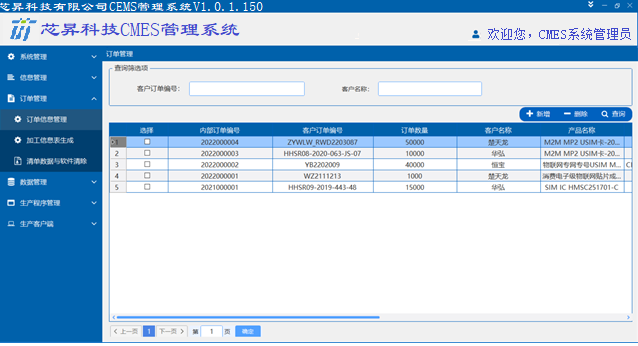 芯昇科技有限公司CEMS管理系统V1.0.1.150
芯昇科技CMES管理系统
欢迎您，CMES系统管理员
系统管理
信息管理
订单管理
订单信息管理
加工信息表生成
清单数据与软件清除
数据管理
生产程序管理
生产客户端
订单管理
查询筛选项
客户订单编号：
客户名称：
新增 删除 查询
选择 内部订单编号 客户订单编号 订单数量 客户名称 产品名称
1 2022000004 ZYWLW_RWD2203087 50000 楚天龙 M2M MP2 USIM卡-20...
2 2022000003 HHSR08-2020-063-JS-07 10000 华弘 M2M MP2 USIM卡-20...
3 2022000002 YB2202009 40000 恒宝 物联网专网专号USIM M...
4 2022000001 WZ2111213 1000 楚天龙 消费电子级物联网贴片成...
5 2021000001 HHSR09-2019-443-48 15000 华弘 SIM IC HMSC251701-C
上一页 1 下一页 第 1 页 确定